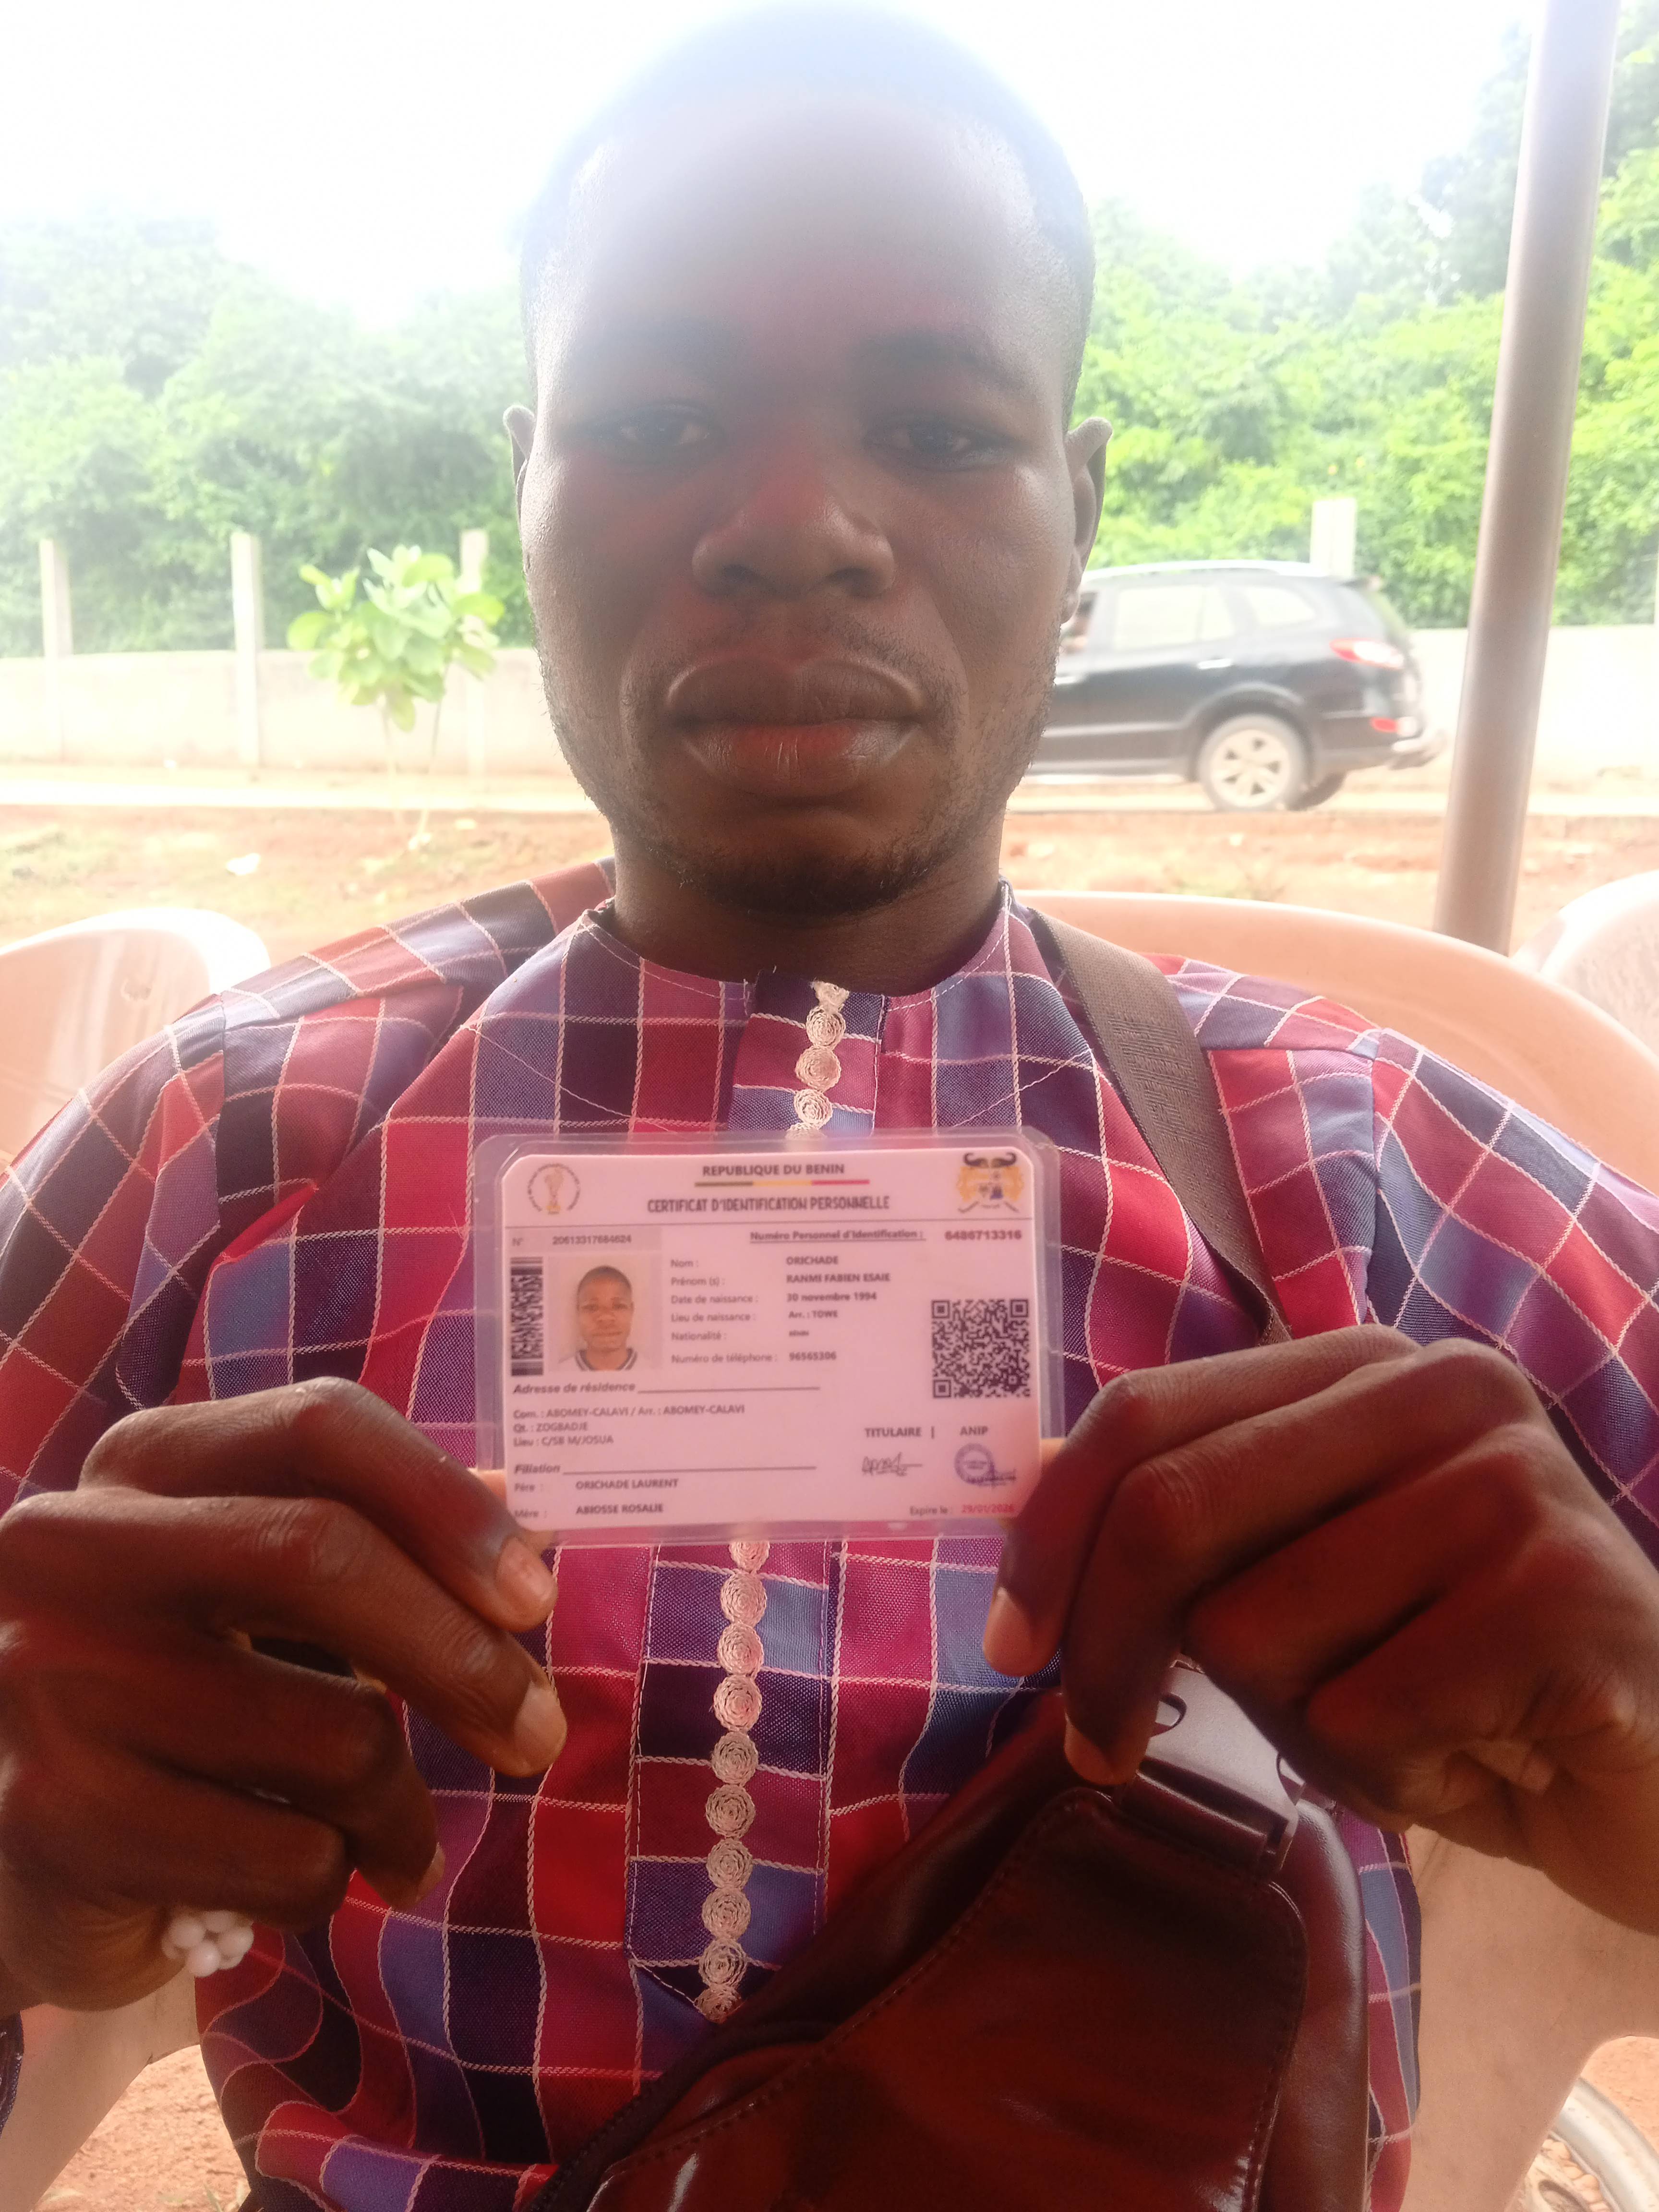 REPUBLIQUE DU BENIN
CERTIFICAT D'IDENTIFICATION PERSONNELLE
N° 20613317684624
Numéro Personnel d'Identification : 6486713316
Nom : ORICHADE
Prénom (s) : RANMI FABIEN ESAIE
Date de naissance : 30 novembre 1994
Lieu de naissance : Arr. : TOWE
Nationalité :
Numéro de téléphone : 96565306
Adresse de résidence
Com. : ABOMEY-CALAVI / Arr. : ABOMEY-CALAVI
Qt. : ZOGBADJE
Lieu : C/SB M/JOSUA
TITULAIRE | ANIP
Filiation
Père : ORICHADE LAURENT
Mère : ABIOSSE ROSALIE
Expire le : 29/01/2026